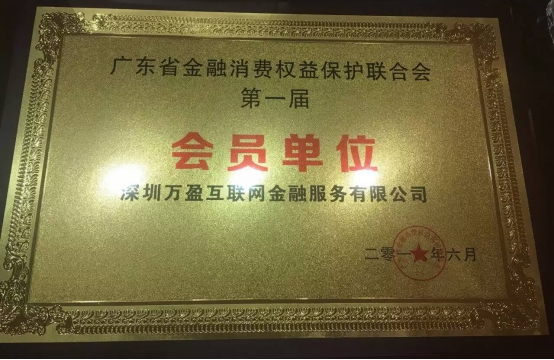 广东省金融消费权益保护联合会
第一届
会员单位
深圳万盈互联网金融服务有限公司
二零一 年六月